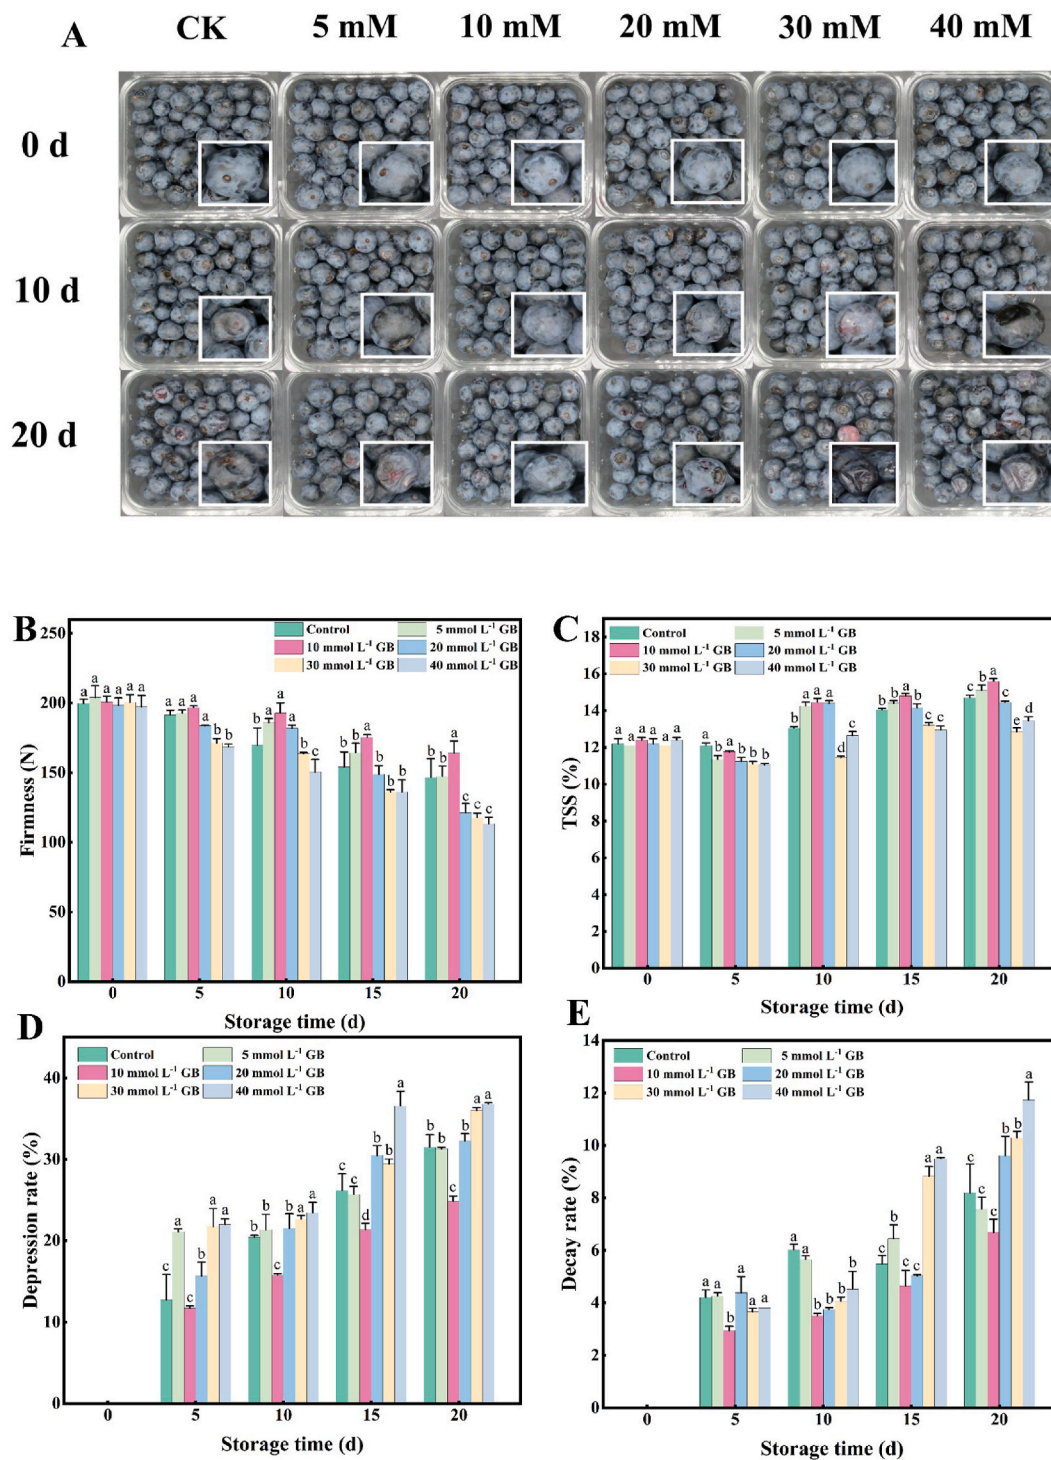 A CK 5 mM 10 mM 20 mM 30 mM 40 mM
0 d
10 d
20 d
B
Control 5 mmol L⁻¹ GB
10 mmol L⁻¹ GB 20 mmol L⁻¹ GB
30 mmol L⁻¹ GB 40 mmol L⁻¹ GB
Firmness (N)
250
200
150
100
50
0
a a a a a a
a a a a b b
b a a a b c
b b a b b b
b b a c c c
0 5 10 15 20
Storage time (d)
C
Control 5 mmol L⁻¹ GB
10 mmol L⁻¹ GB 20 mmol L⁻¹ GB
30 mmol L⁻¹ GB 40 mmol L⁻¹ GB
TSS (%)
18
16
14
12
10
8
6
4
2
0
a a a a a a
a b a b b b
b a a a d c
b b a b c c
c b a c e d
0 5 10 15 20
Storage time (d)
D
Control 5 mmol L⁻¹ GB
10 mmol L⁻¹ GB 20 mmol L⁻¹ GB
30 mmol L⁻¹ GB 40 mmol L⁻¹ GB
Depression rate (%)
40
30
20
10
0
c a c b a a
b b c b a a
c c d b b a
b b c b a a
0 5 10 15 20
Storage time (d)
E
Control 5 mmol L⁻¹ GB
10 mmol L⁻¹ GB 20 mmol L⁻¹ GB
30 mmol L⁻¹ GB 40 mmol L⁻¹ GB
Decay rate (%)
14
12
10
8
6
4
2
0
a a b a a a
a a b b b b
b b c c a a
c c c b b a
0 5 10 15 20
Storage time (d)